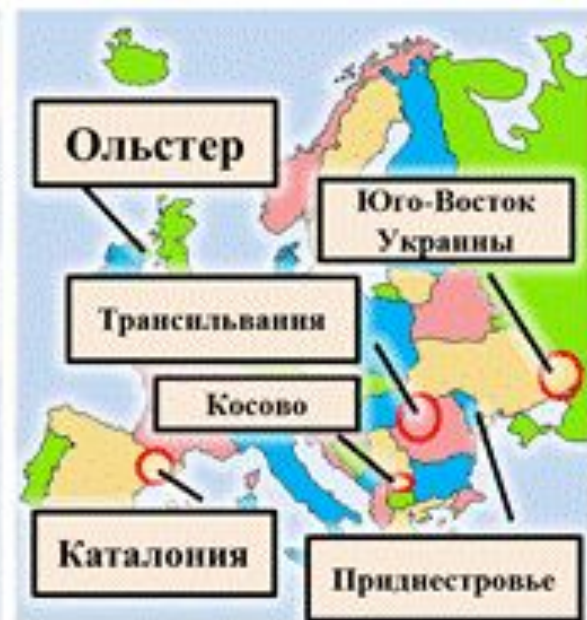 Ольстер
Юго-Восток
Украины
Трансильвания
Косово
Каталония
Приднестровье